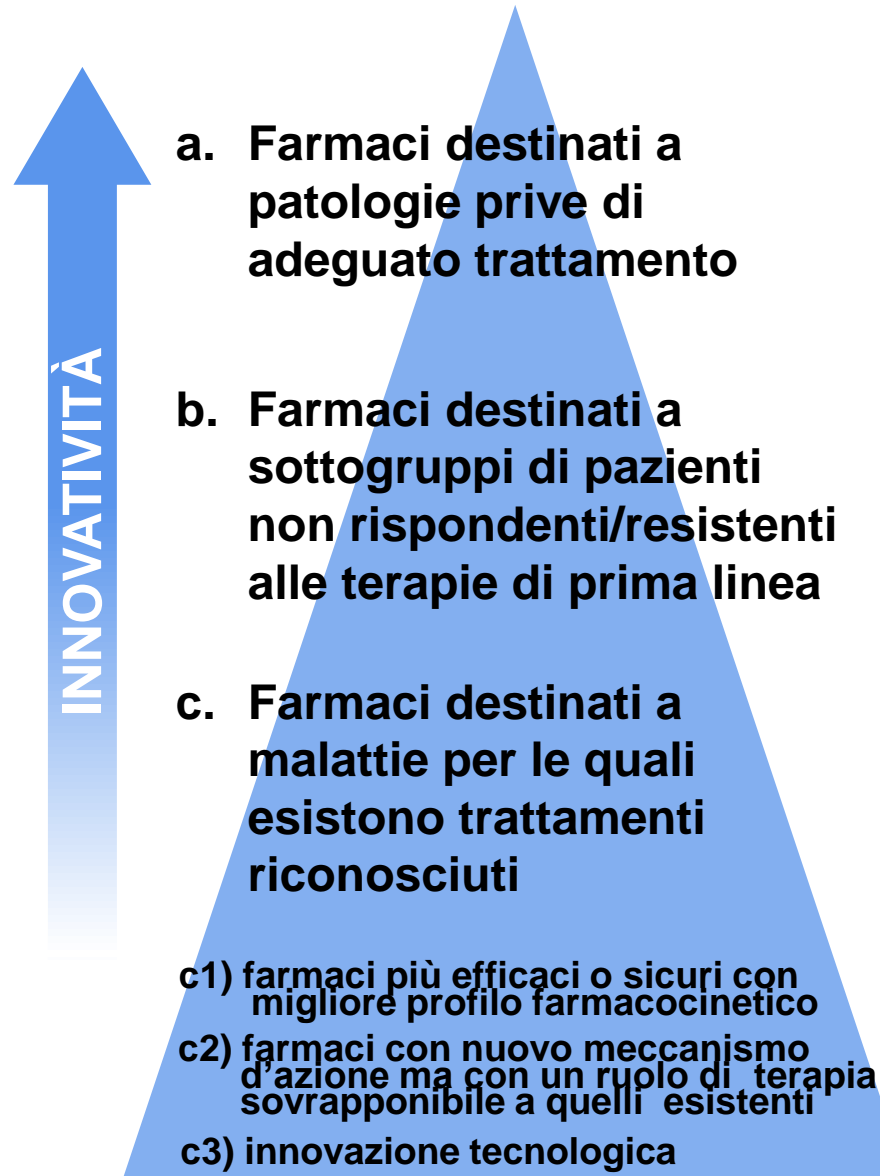 INNOVATIVITÀ
a. Farmaci destinati a
patologie prive di
adeguato trattamento
b. Farmaci destinati a
sottogruppi di pazienti
non rispondenti/resistenti
alle terapie di prima linea
c. Farmaci destinati a
malattie per le quali
esistono trattamenti
riconosciuti
c1) farmaci più efficaci o sicuri con
migliore profilo farmacocinetico
c2) farmaci con nuovo meccanismo
d’azione ma con un ruolo di terapia
sovrapponibile a quelli esistenti
c3) innovazione tecnologica